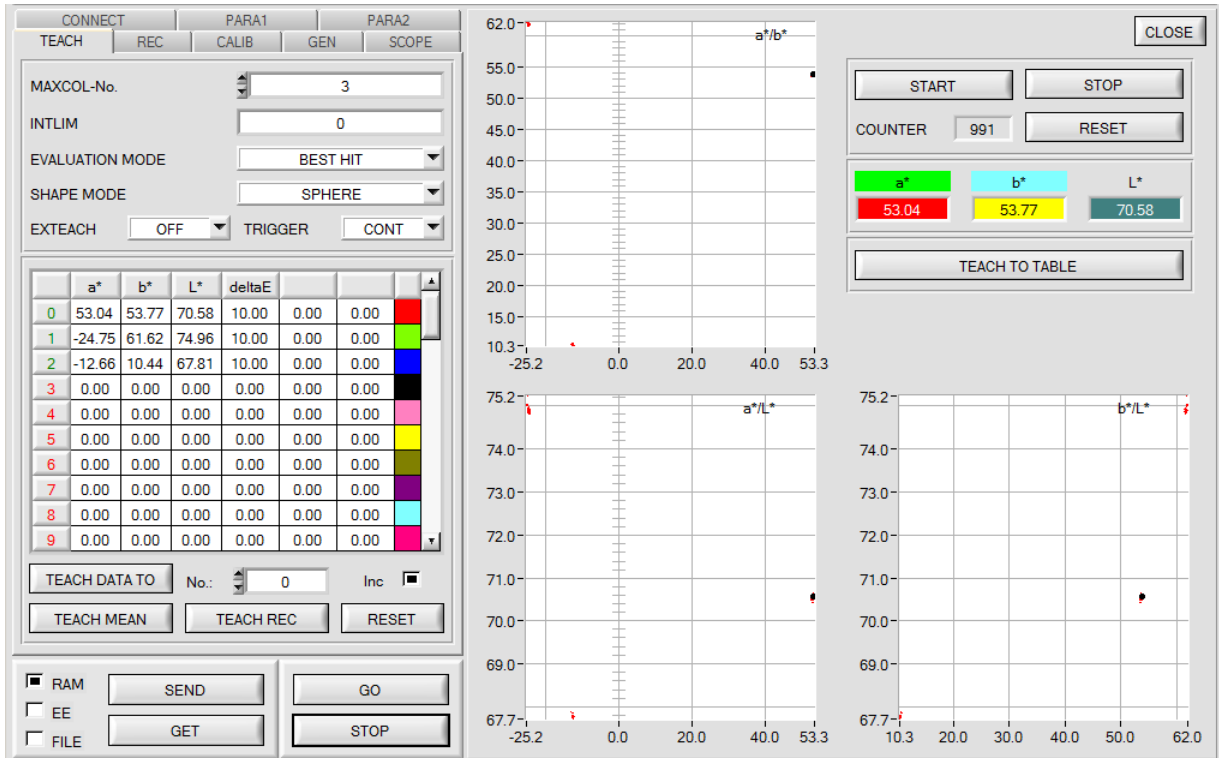 CONNECT PARA1 PARA2
TEACH REC CALIB GEN SCOPE
MAXCOL-No. 3
INTLIM 0
EVALUATION MODE BEST HIT
SHAPE MODE SPHERE
EXTEACH OFF TRIGGER CONT
a* b* L* deltaE
0 53.04 53.77 70.58 10.00 0.00 0.00
1 -24.75 61.62 74.96 10.00 0.00 0.00
2 -12.66 10.44 67.81 10.00 0.00 0.00
3 0.00 0.00 0.00 0.00 0.00 0.00
4 0.00 0.00 0.00 0.00 0.00 0.00
5 0.00 0.00 0.00 0.00 0.00 0.00
6 0.00 0.00 0.00 0.00 0.00 0.00
7 0.00 0.00 0.00 0.00 0.00 0.00
8 0.00 0.00 0.00 0.00 0.00 0.00
9 0.00 0.00 0.00 0.00 0.00 0.00
TEACH DATA TO No.: 0 Inc
TEACH MEAN TEACH REC RESET
RAM SEND GO
EE
GET STOP
FILE
a*/b*
62.0
55.0
50.0
45.0
40.0
35.0
30.0
25.0
20.0
15.0
10.3
-25.2 0.0 20.0 40.0 53.3
a*/L*
75.2
74.0
73.0
72.0
71.0
70.0
69.0
67.7
-25.2 0.0 20.0 40.0 53.3
CLOSE
START STOP
COUNTER 991 RESET
a* b* L*
53.04 53.77 70.58
TEACH TO TABLE
b*/L*
75.2
74.0
73.0
72.0
71.0
70.0
69.0
67.7
10.3 20.0 30.0 40.0 50.0 62.0